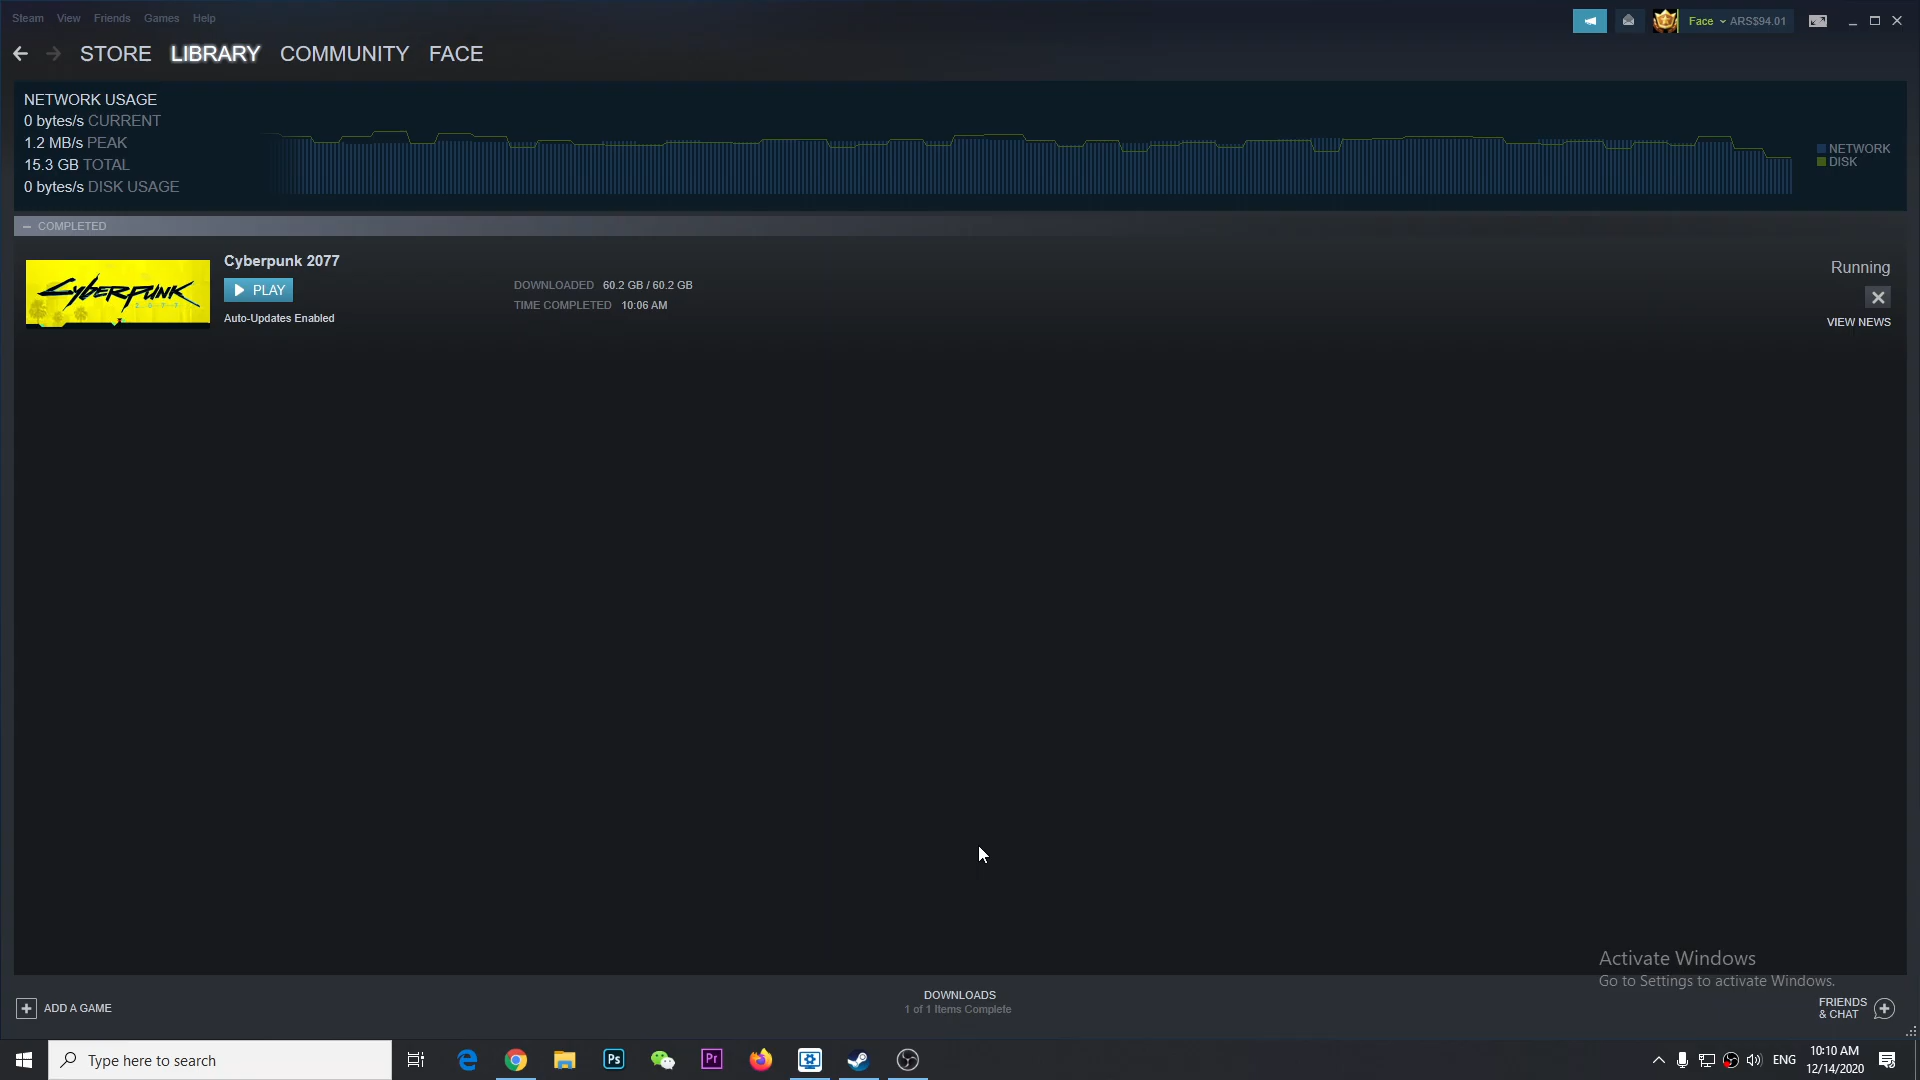 Steam View Friends Games Help
Face ARS$94.01
STORE LIBRARY COMMUNITY FACE
NETWORK USAGE
0 bytes/s CURRENT
1.2 MB/s PEAK
15.3 GB TOTAL
0 bytes/s DISK USAGE
NETWORK
DISK
COMPLETED
CYBERPUNK
2077
Cyberpunk 2077
PLAY
Auto-Updates Enabled
DOWNLOADED 60.2 GB / 60.2 GB
TIME COMPLETED 10:06 AM
Running
VIEW NEWS
Activate Windows
Go to Settings to activate Windows.
ADD A GAME
DOWNLOADS
1 of 1 Items Complete
FRIENDS
& CHAT
Type here to search
Ps
Pr
ENG
10:10 AM
12/14/2020